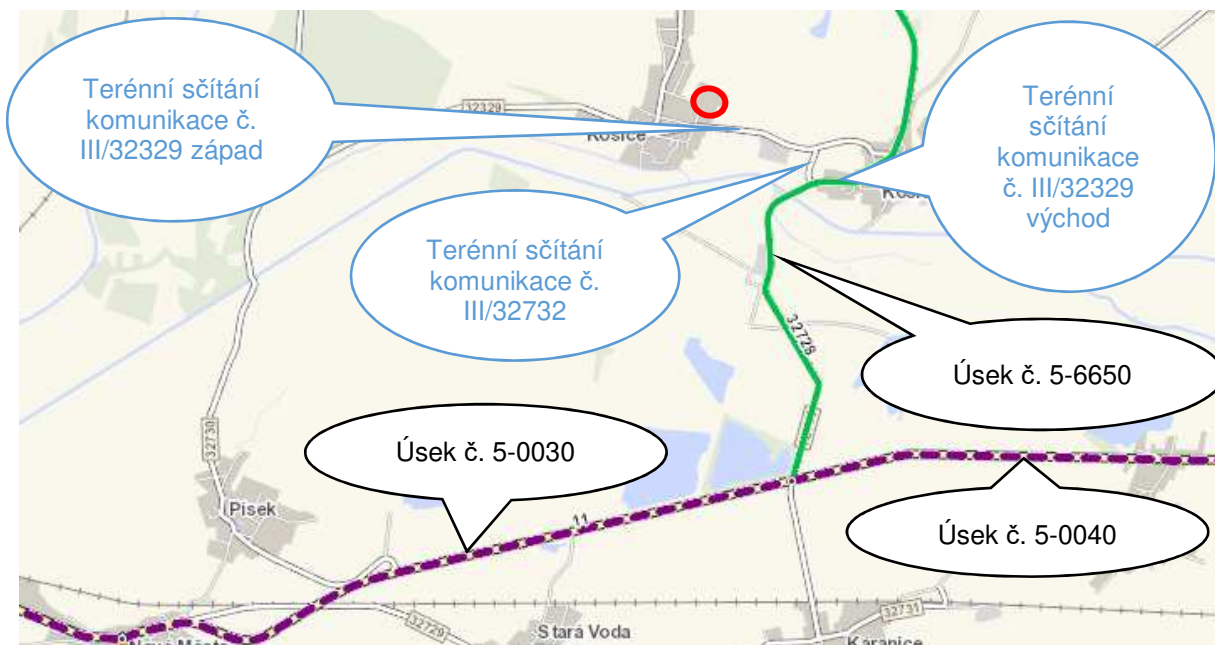 Terénní sčítání
komunikace č.
III/32329 západ
32329
Košice
Terénní
sčítání
komunikace
č. III/32329
východ
Terénní sčítání
komunikace č.
III/32732
32728
Úsek č. 5-6650
Úsek č. 5-0030
32730
Písek
11
Úsek č. 5-0040
32731
32729
Stará Voda
Káranice